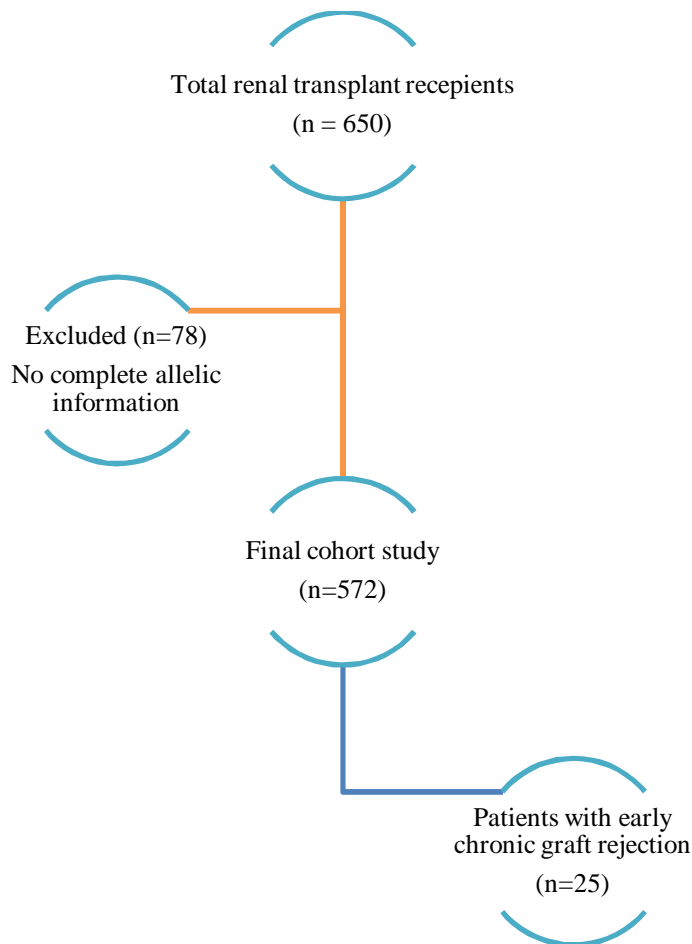 Total renal transplant recepients
(n = 650)
Excluded (n=78)
No complete allelic
information
Final cohort study
(n=572)
Patients with early
chronic graft rejection
(n=25)